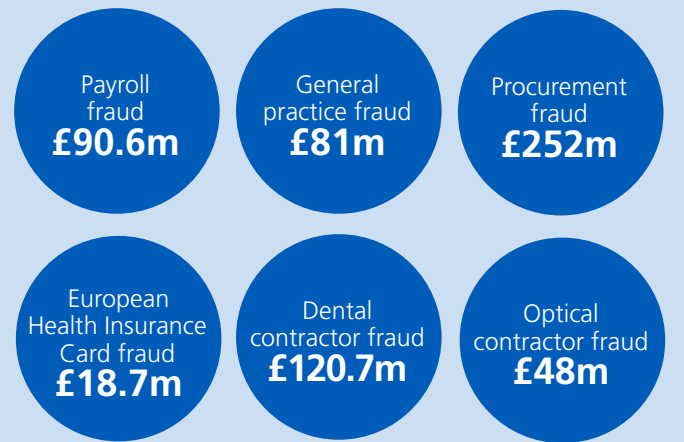 Payroll
fraud
£90.6m
General
practice fraud
£81m
Procurement
fraud
£252m
European
Health Insurance
Card fraud
£18.7m
Dental
contractor fraud
£120.7m
Optical
contractor fraud
£48m